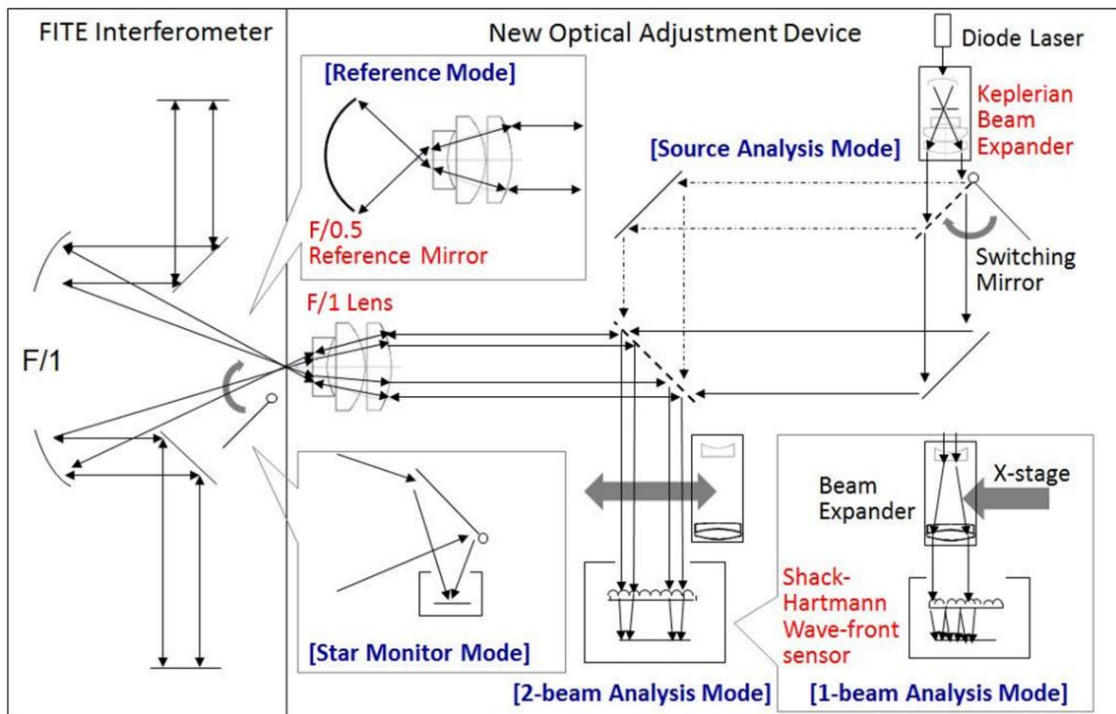 FITE Interferometer
New Optical Adjustment Device
Diode Laser
[Reference Mode]
Keplerian
Beam
Expander
[Source Analysis Mode]
F/0.5
Reference Mirror
Switching
Mirror
F/1 Lens
F/1
Beam
Expander
X-stage
Shack-
Hartmann
Wave-front
sensor
[Star Monitor Mode]
[2-beam Analysis Mode]
[1-beam Analysis Mode]